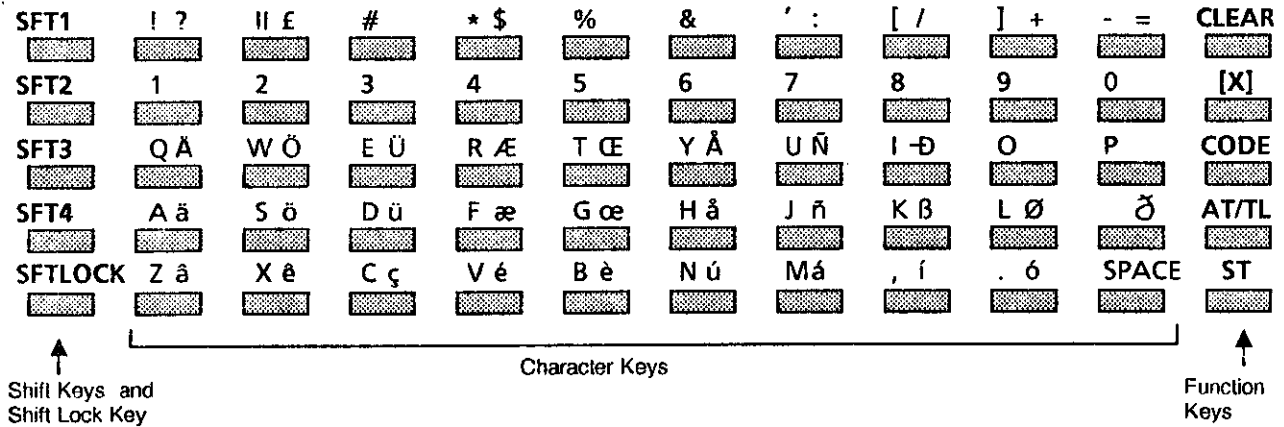 SFT1 ! ? || £ # * $ % & ' : [ / ] + - = CLEAR
SFT2 1 2 3 4 5 6 7 8 9 0 [X]
SFT3 Q Ä W Ö E Ü R Æ T Œ Y Å U Ñ I Đ O P CODE
SFT4 A ä S ö D ü F æ G œ H å J ñ K ß L Ø ð AT/TL
SFTLOCK Z â X ê C ç V é B è N ú M á , í . ó SPACE ST
Character Keys
Shift Keys and
Shift Lock Key
Function
Keys